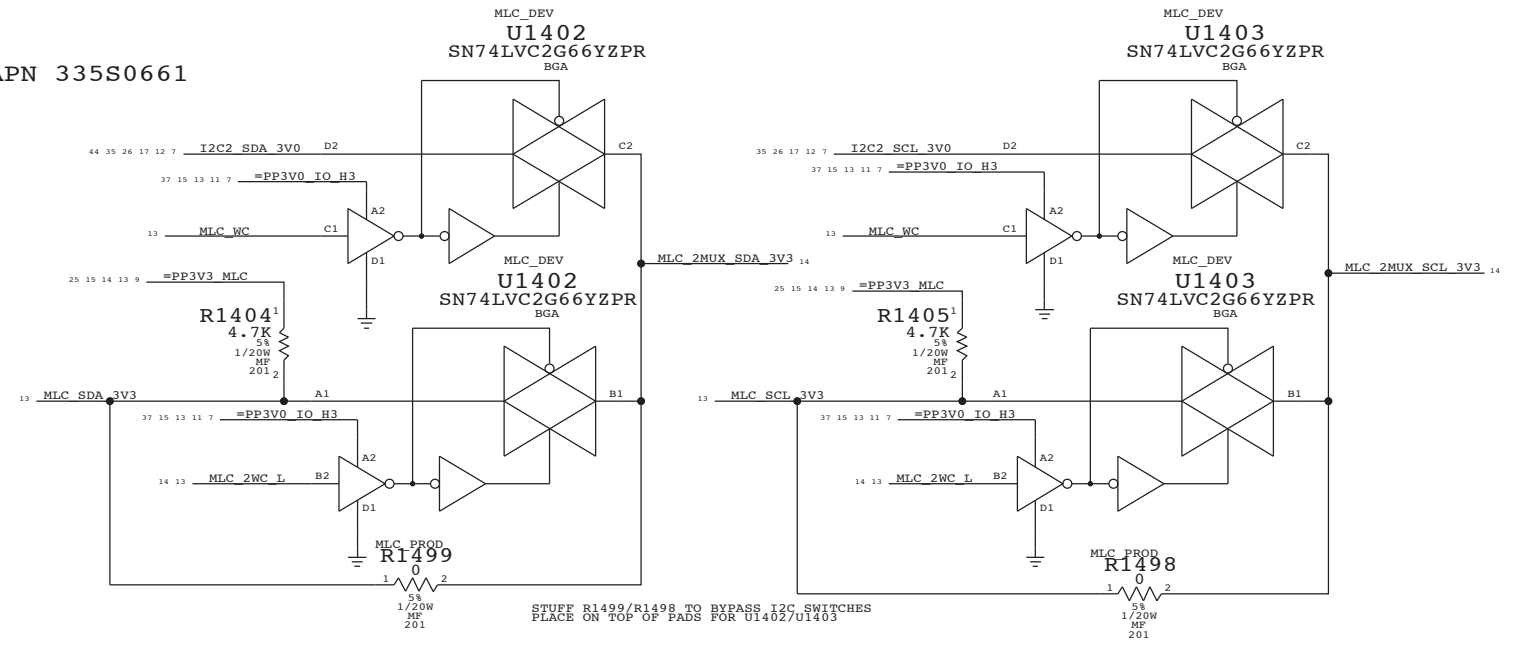 MLC_DEV
U1402
SN74LVC2G66YZPR
BGA
MLC_DEV
U1403
SN74LVC2G66YZPR
BGA
APN 335S0661
44 35 26 17 12 7 I2C2_SDA_3V0 D2 C2
37 15 13 11 7 =PP3V0_IO_H3
A2
13 MLC_WC C1
D1
35 26 17 12 7 I2C2_SCL_3V0 D2 C2
37 15 13 11 7 =PP3V0_IO_H3
A2
13 MLC_WC C1
D1
MLC_2MUX_SDA_3V3 14
MLC_2MUX_SCL_3V3 14
25 15 14 13 9 =PP3V3_MLC
MLC_DEV
U1402
SN74LVC2G66YZPR
BGA
R1404 1
4.7K
5%
1/20W
MF
201 2
25 15 14 13 9 =PP3V3_MLC
MLC_DEV
U1403
SN74LVC2G66YZPR
BGA
R1405 1
4.7K
5%
1/20W
MF
201 2
13 MLC_SDA_3V3 A1 B1
37 15 13 11 7 =PP3V0_IO_H3
A2
14 13 MLC_2WC_L B2
D1
13 MLC_SCL_3V3 A1 B1
37 15 13 11 7 =PP3V0_IO_H3
A2
14 13 MLC_2WC_L B2
D1
MLC_PROD
R1499
0
1 2
5%
1/20W
MF
201
MLC_PROD
R1498
0
1 2
5%
1/20W
MF
201
STUFF R1499/R1498 TO BYPASS I2C SWITCHES
PLACE ON TOP OF PADS FOR U1402/U1403